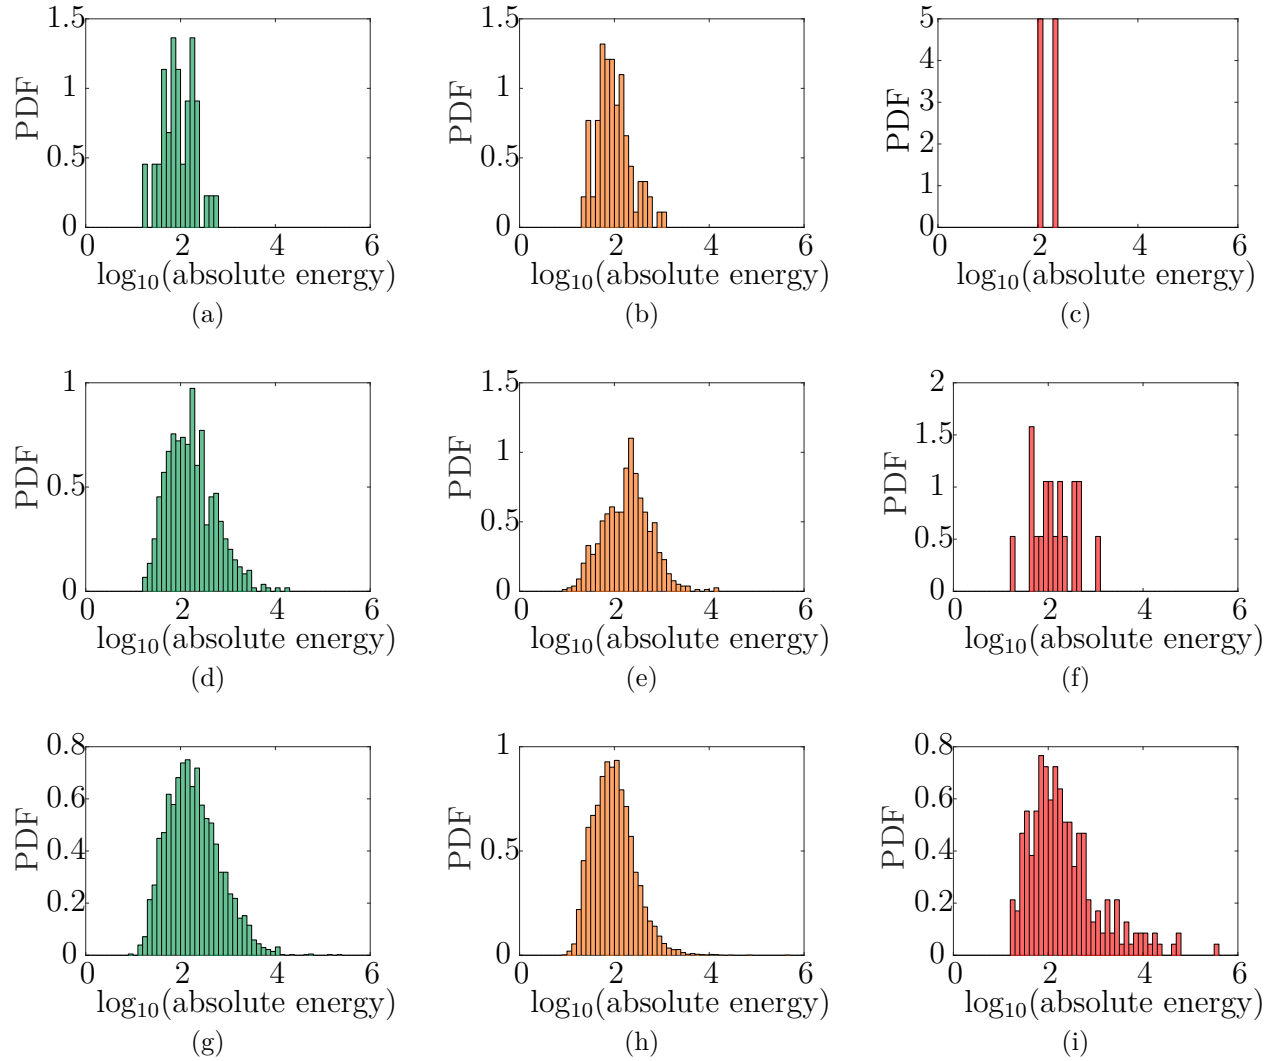 1.5
1
0.5
0
PDF
0 2 4 6
log₁₀(absolute energy)
(a)
1.5
1
0.5
0
PDF
0 2 4 6
log₁₀(absolute energy)
(b)
5
4
3
2
1
0
PDF
0 2 4 6
log₁₀(absolute energy)
(c)
1
0.5
0
PDF
0 2 4 6
log₁₀(absolute energy)
(d)
1.5
1
0.5
0
PDF
0 2 4 6
log₁₀(absolute energy)
(e)
2
1.5
1
0.5
0
PDF
0 2 4 6
log₁₀(absolute energy)
(f)
0.8
0.6
0.4
0.2
0
PDF
0 2 4 6
log₁₀(absolute energy)
(g)
1
0.5
0
PDF
0 2 4 6
log₁₀(absolute energy)
(h)
0.8
0.6
0.4
0.2
0
PDF
0 2 4 6
log₁₀(absolute energy)
(i)